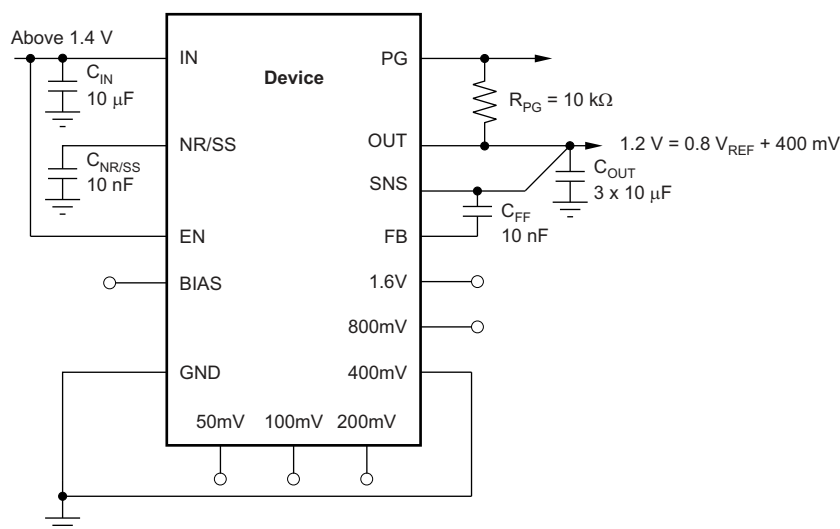 Above 1.4 V
IN
PG
C_IN
10 μF
Device
R_PG = 10 kΩ
NR/SS
OUT
1.2 V = 0.8 V_REF + 400 mV
C_NR/SS
10 nF
SNS
C_OUT
3 x 10 μF
C_FF
10 nF
EN
FB
BIAS
1.6V
800mV
GND
400mV
50mV 100mV 200mV